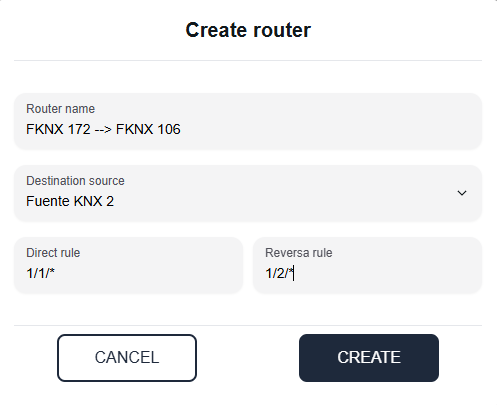 Create router
Router name
FKNX 172 --> FKNX 106
Destination source
Fuente KNX 2
Direct rule
1/1/*
Reversa rule
1/2/*
CANCEL
CREATE